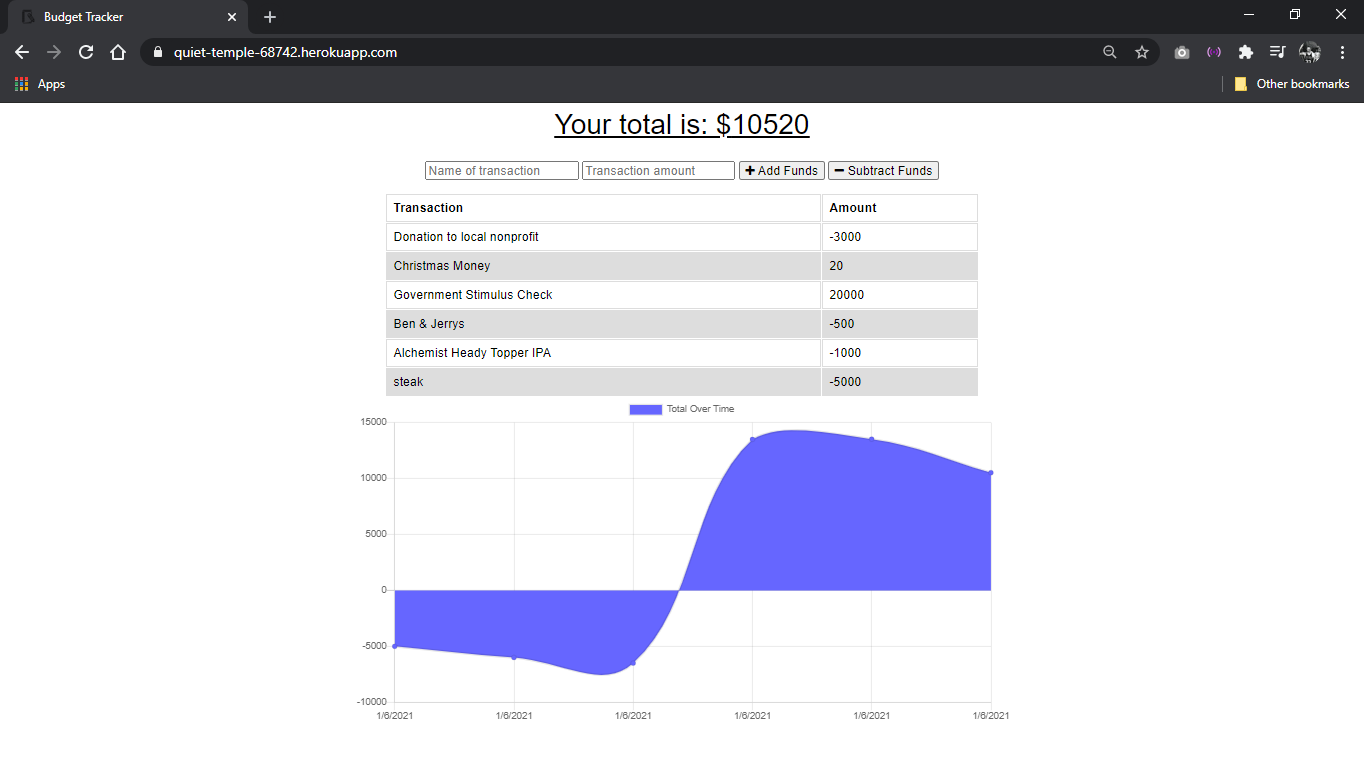 Budget Tracker
quiet-temple-68742.herokuapp.com
Apps
Other bookmarks
Your total is: $10520
Name of transaction Transaction amount Add Funds Subtract Funds
Transaction Amount
Donation to local nonprofit -3000
Christmas Money 20
Government Stimulus Check 20000
Ben & Jerrys -500
Alchemist Heady Topper IPA -1000
steak -5000
Total Over Time
15000
10000
5000
0
-5000
-10000
1/6/2021 1/6/2021 1/6/2021 1/6/2021 1/6/2021 1/6/2021